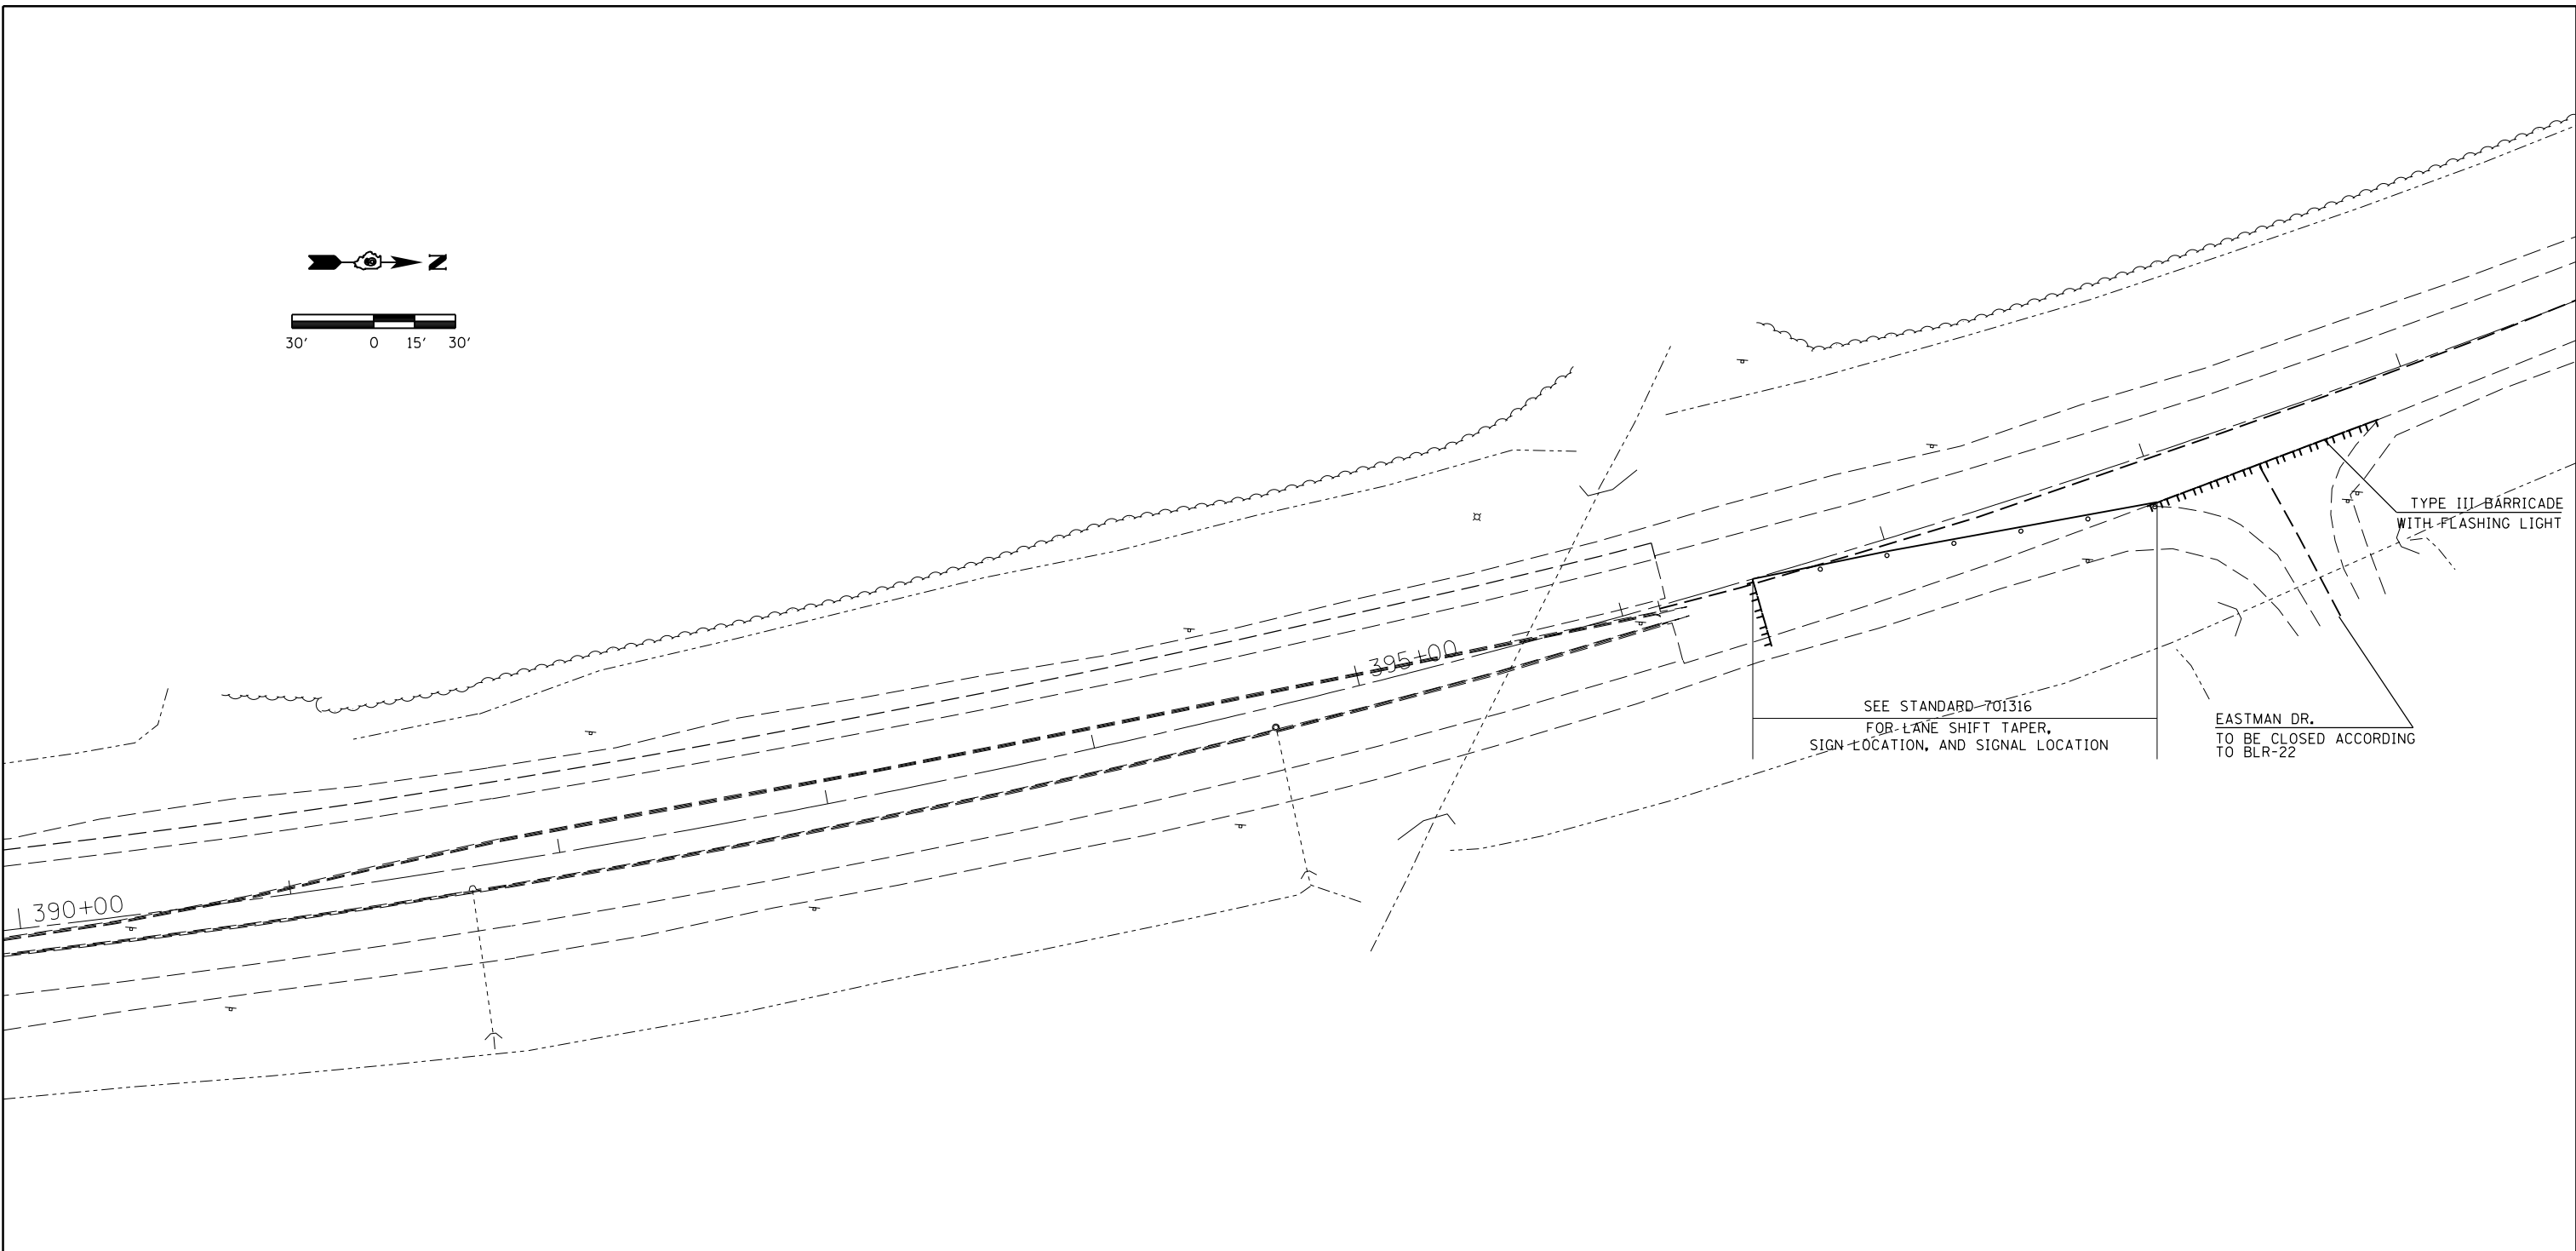 N
30' 0 15' 30'
TYPE III BARRICADE
WITH FLASHING LIGHT
395+00
SEE STANDARD 701316
FOR LANE SHIFT TAPER,
SIGN LOCATION, AND SIGNAL LOCATION
EASTMAN DR.
TO BE CLOSED ACCORDING
TO BLR-22
390+00